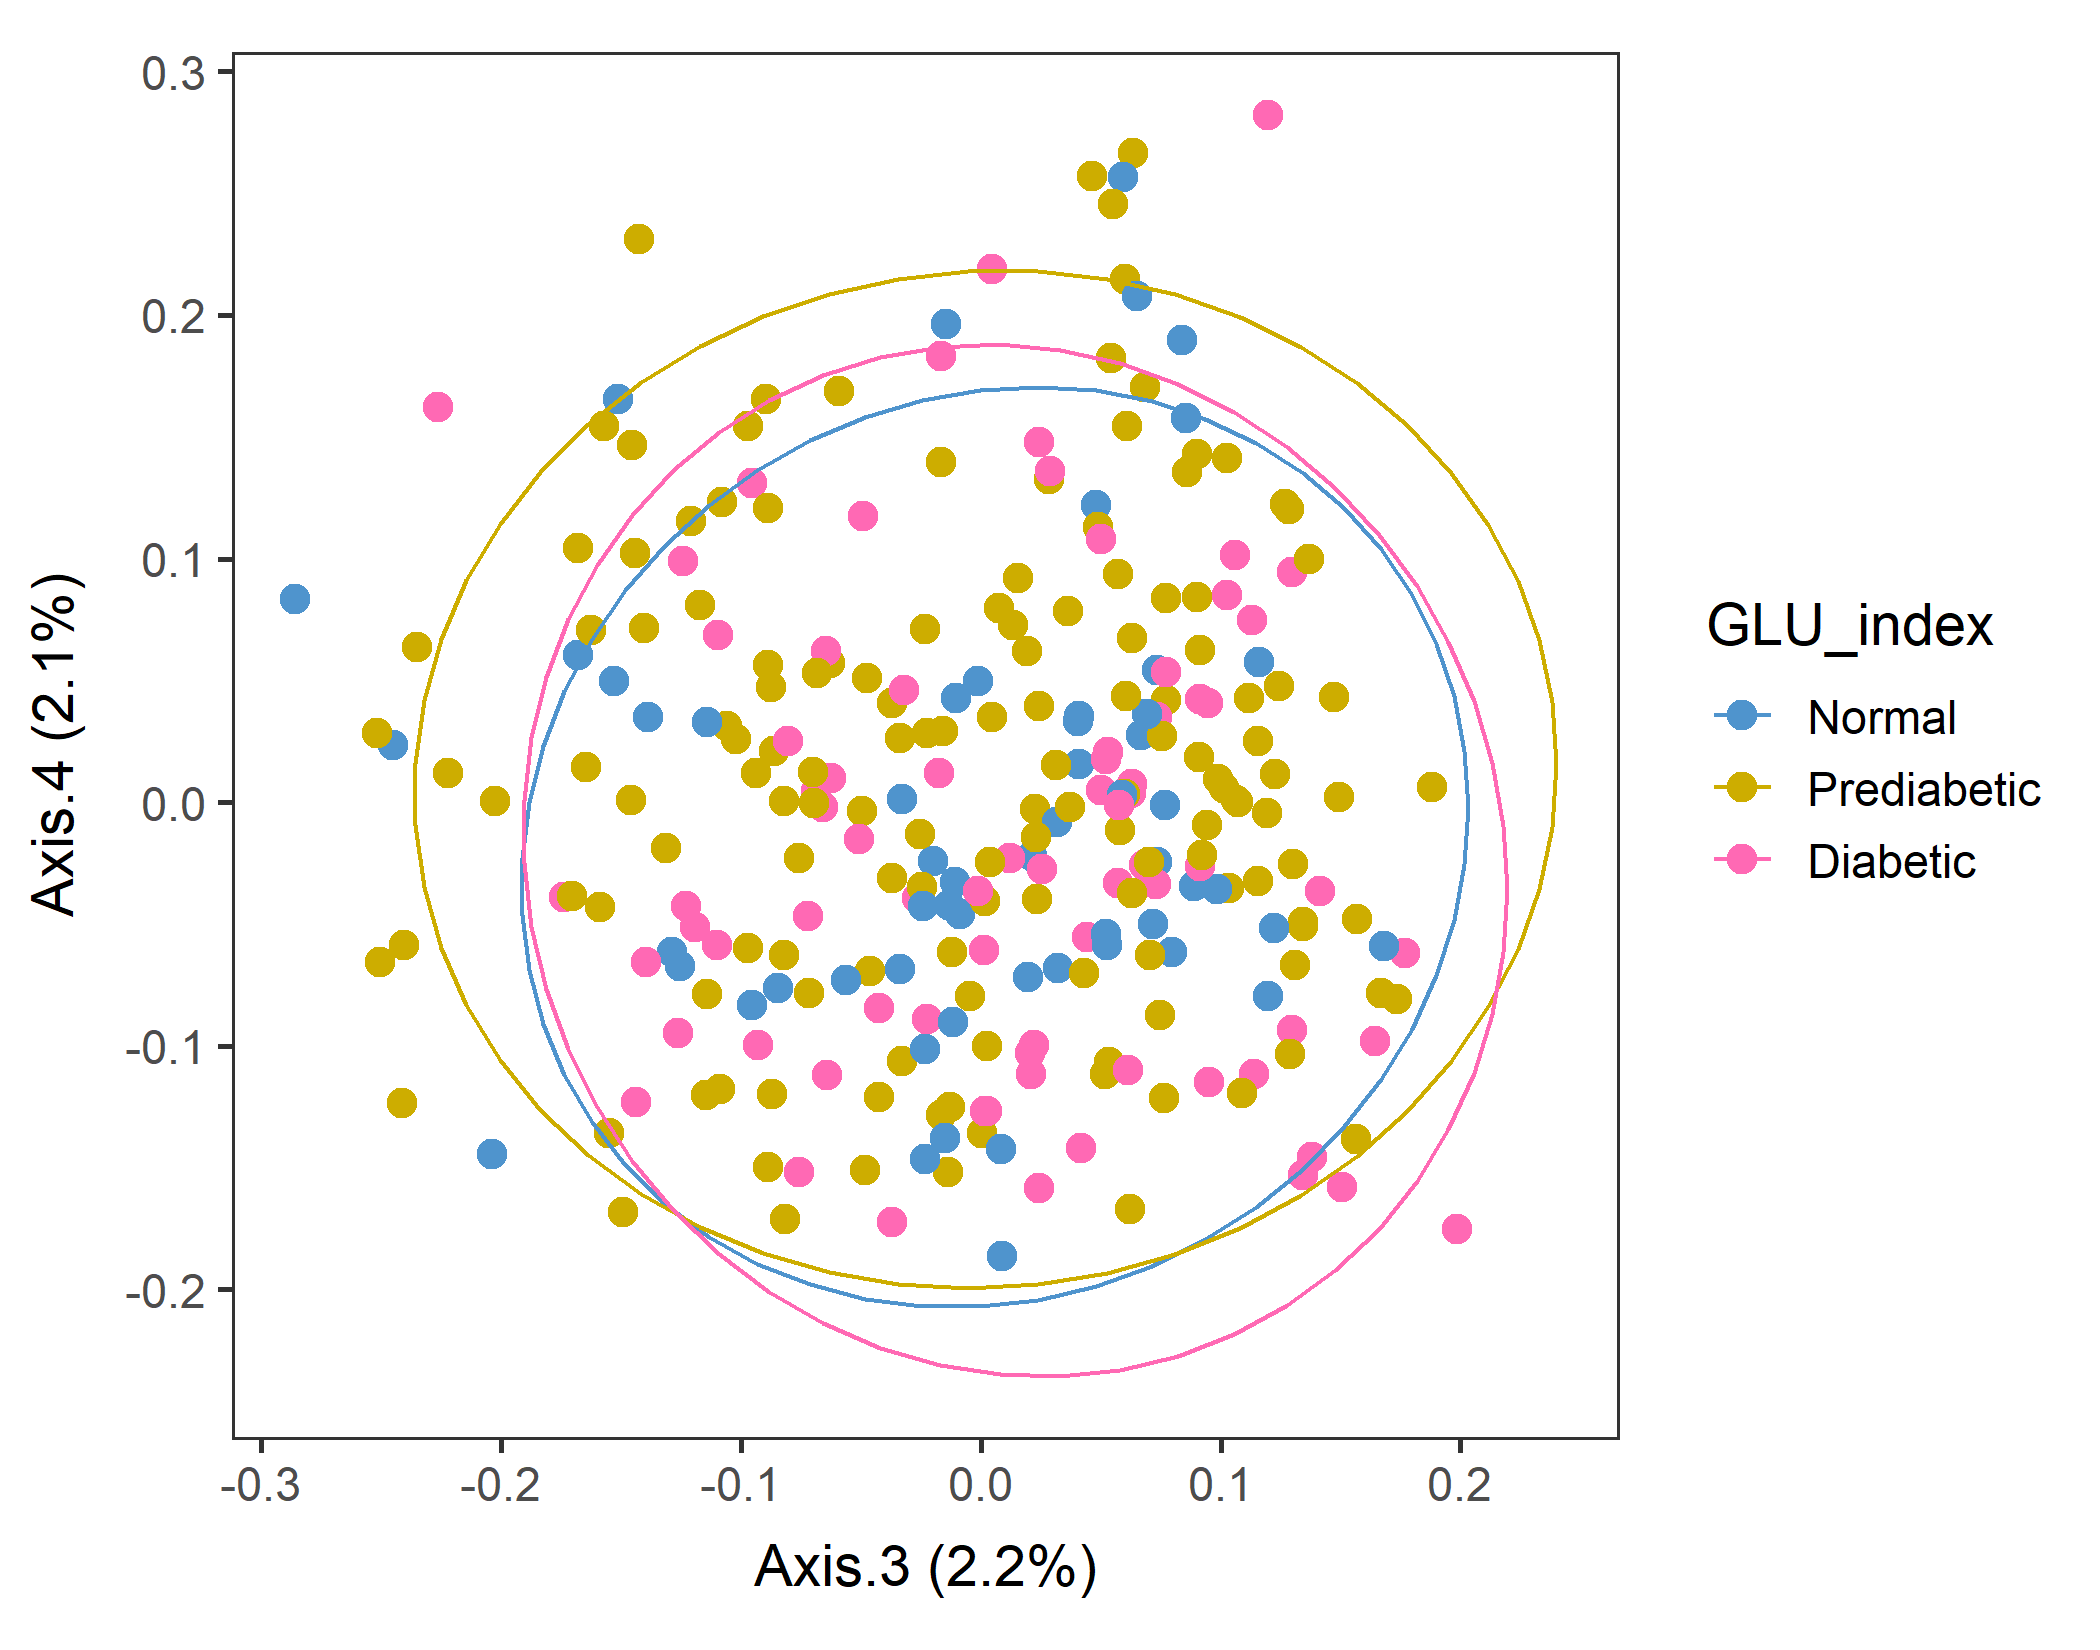 0.3
0.2
0.1
0.0
-0.1
-0.2
Axis.4 (2.1%)
-0.3 -0.2 -0.1 0.0 0.1 0.2
Axis.3 (2.2%)
GLU_index
Normal
Prediabetic
Diabetic